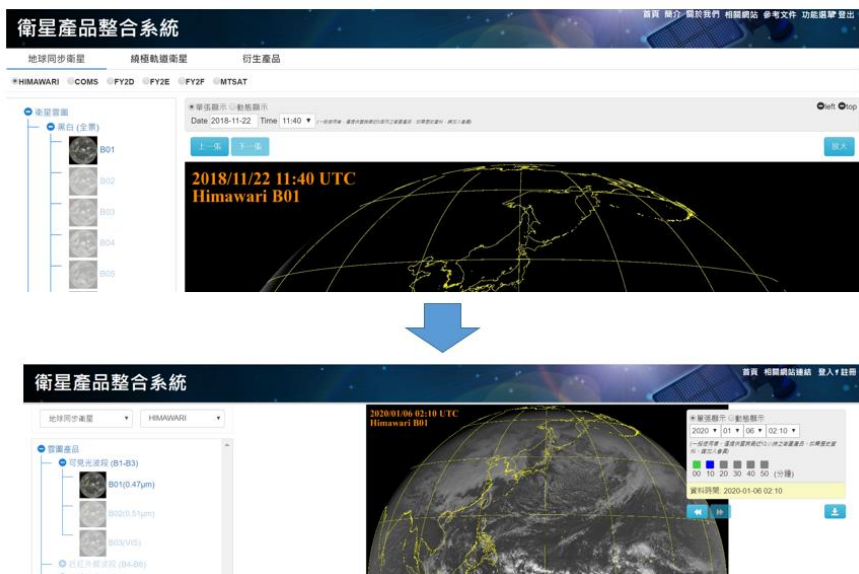 衛星產品整合系統
首頁 簡介 關於我們 相關網站 參考文件 功能選單 登出
地球同步衛星 繞極軌道衛星 衍生產品
HIMAWARI COMS FY2D FY2E FY2F MTSAT
衛星雲圖
黑白 (全景)
B01
B02
B03
B04
B05
單張顯示 動態顯示
Date 2018-11-22 Time 11:40
left top
上一張 下一張
放大
2018/11/22 11:40 UTC
Himawari B01
衛星產品整合系統
首頁 相關網站連結 登入 註冊
地球同步衛星 HIMAWARI
雲圖產品
可見光波段 (B1-B3)
B01(0.47μm)
B02(0.51μm)
B03(VIS)
近紅外線波段 (B4-B6)
2020/01/06 02:10 UTC
Himawari B01
單張顯示 動態顯示
2020 01 06 02:10
00 10 20 30 40 50 (分鐘)
資料時間: 2020-01-06 02:10